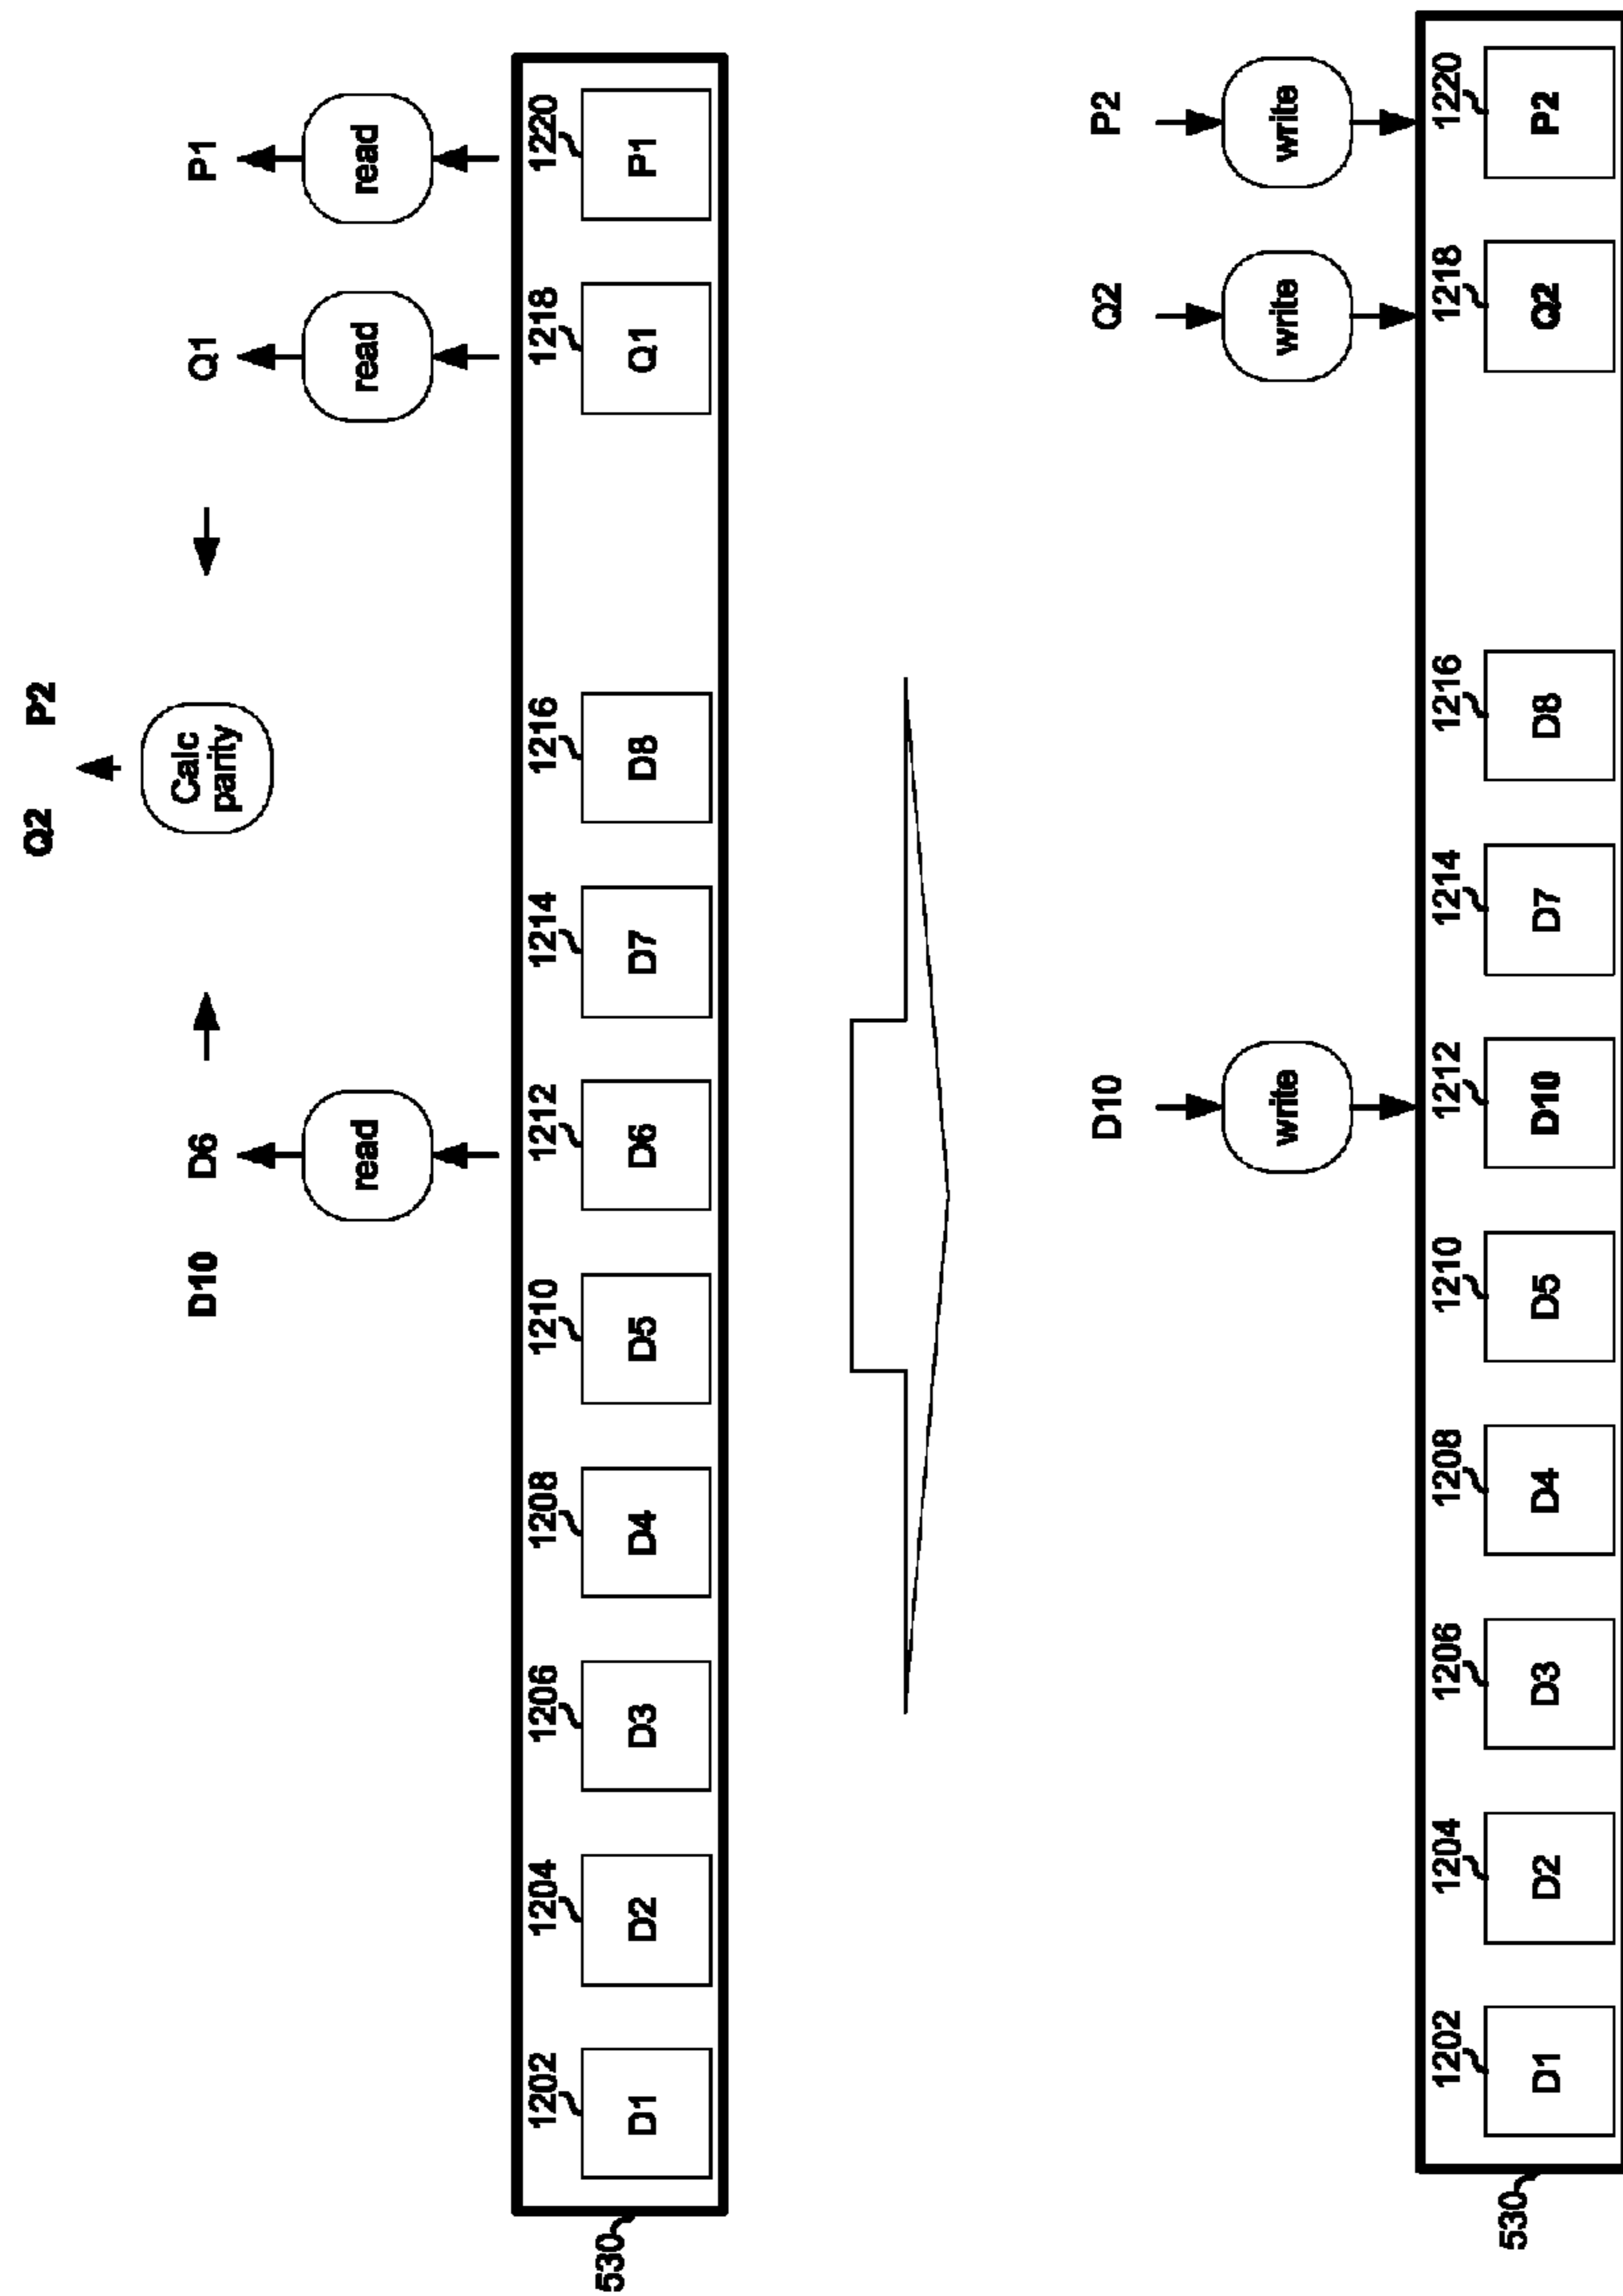 Q2 P2
Calc
parity
D10 D6 Q1 P1
read read read
1202 1204 1206 1208 1210 1212 1214 1216 1218 1220
530
D1 D2 D3 D4 D5 D6 D7 D8 Q1 P1
D10 Q2 P2
write write write
1202 1204 1206 1208 1210 1212 1214 1216 1218 1220
530
D1 D2 D3 D4 D5 D10 D7 D8 Q2 P2